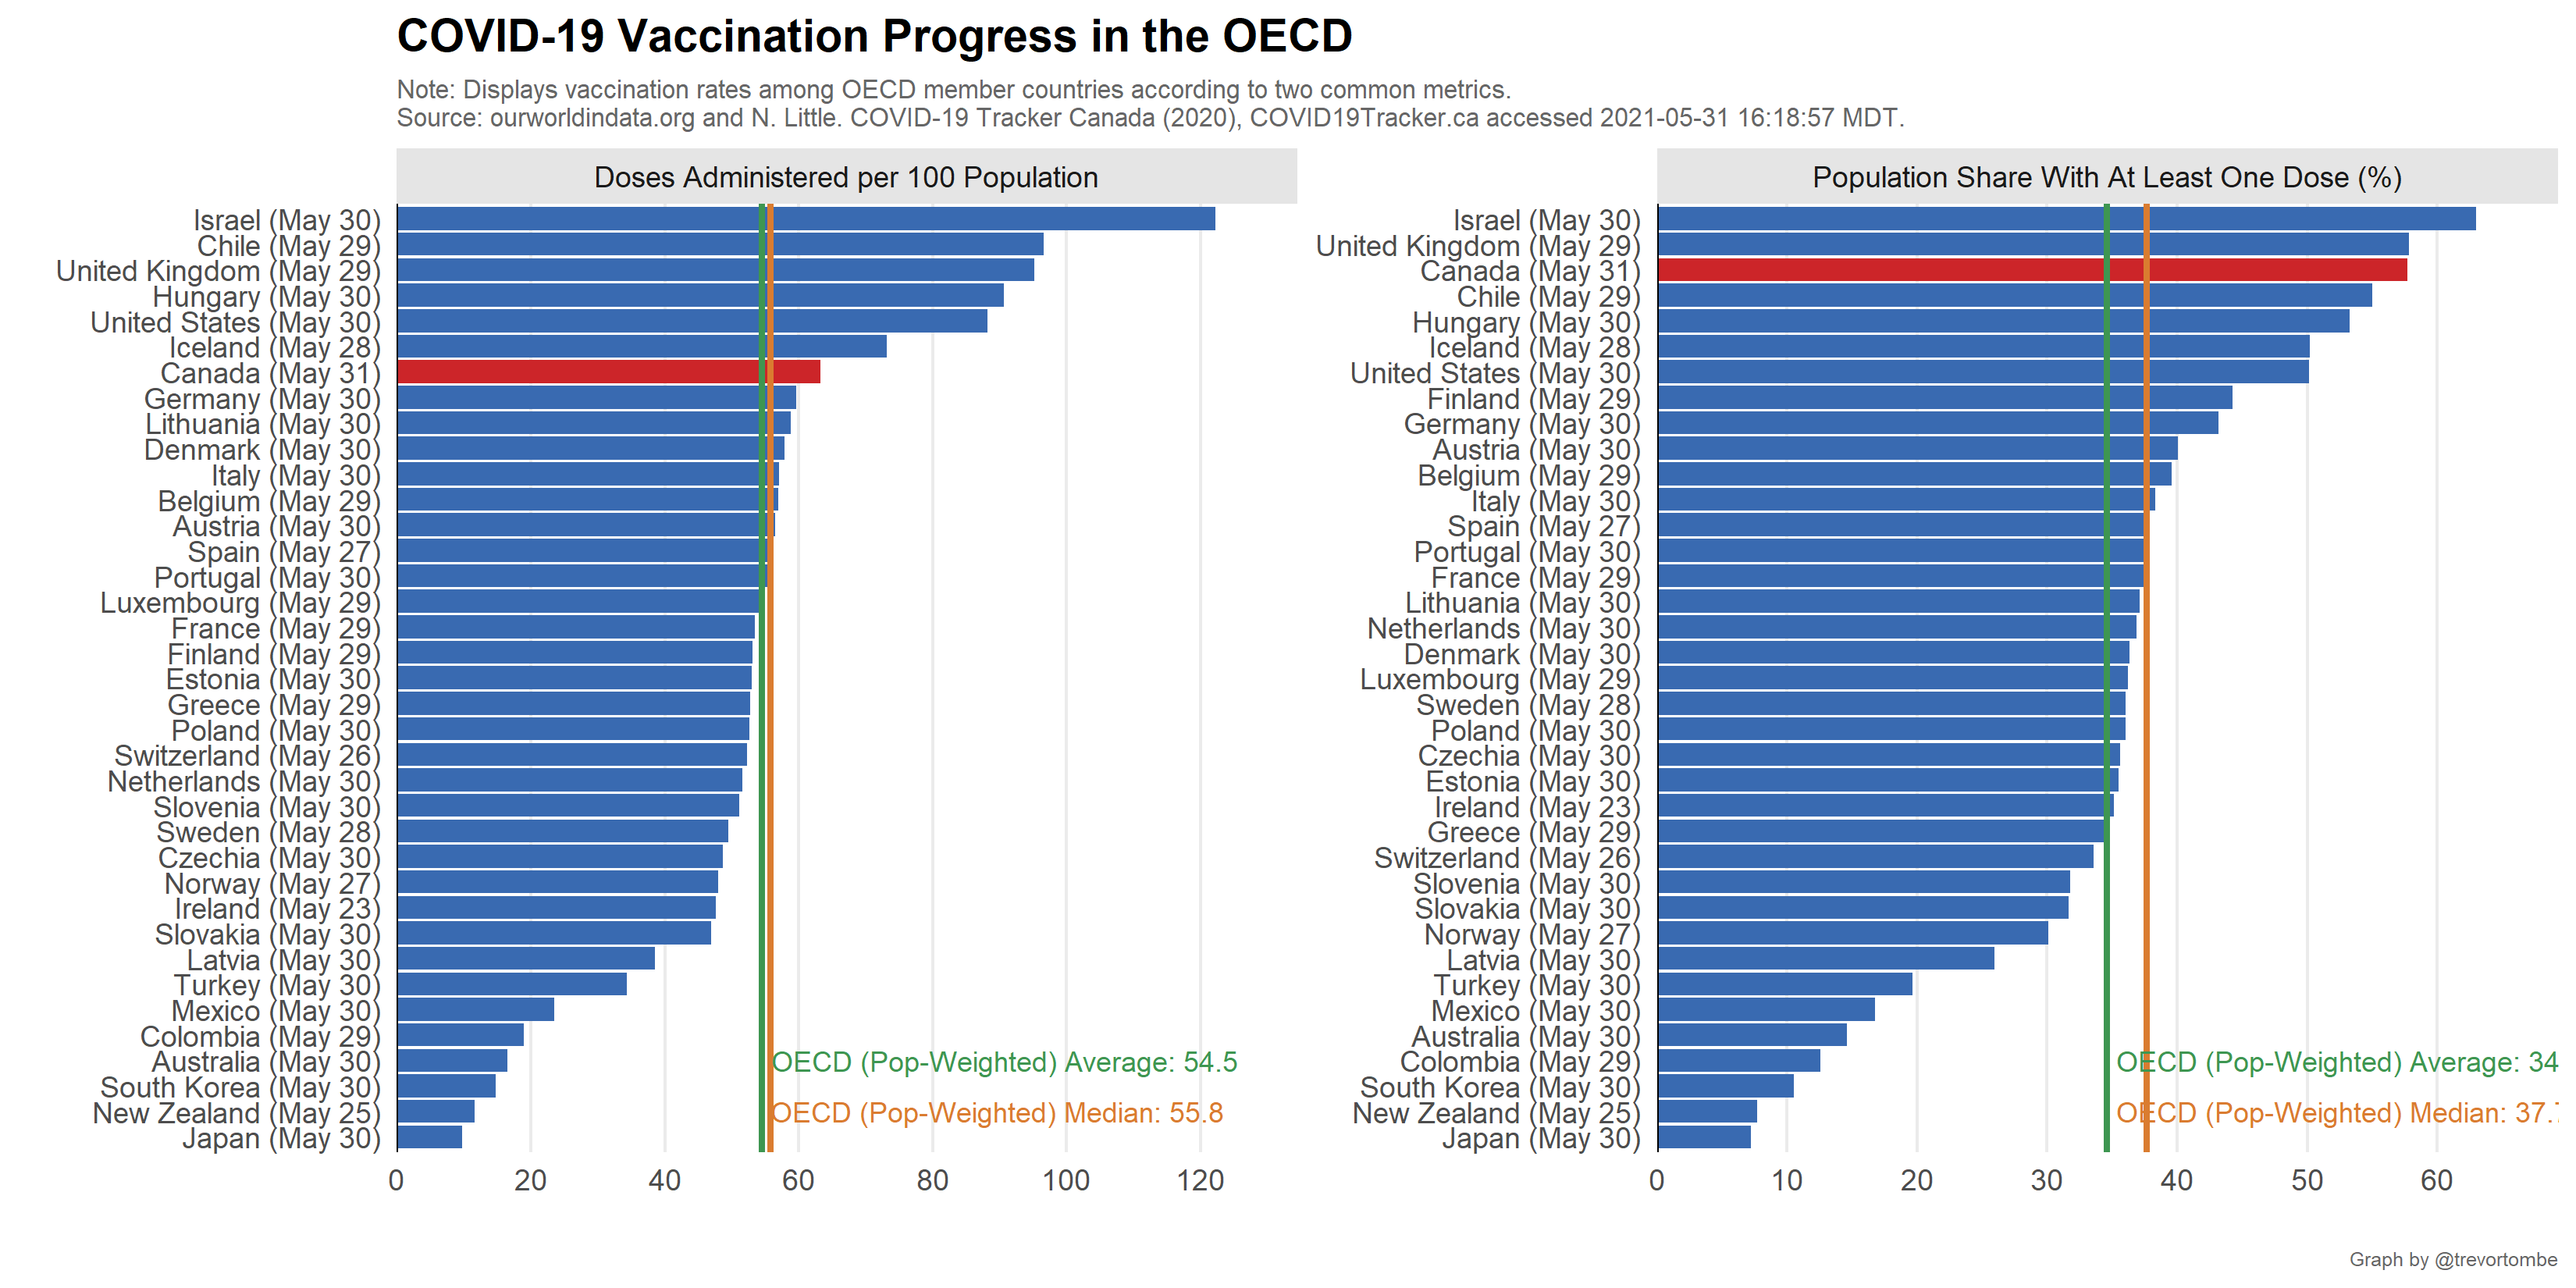 COVID-19 Vaccination Progress in the OECD
Note: Displays vaccination rates among OECD member countries according to two common metrics.
Source: ourworldindata.org and N. Little. COVID-19 Tracker Canada (2020), COVID19Tracker.ca accessed 2021-05-31 16:18:57 MDT.
Doses Administered per 100 Population
Israel (May 30)
Chile (May 29)
United Kingdom (May 29)
Hungary (May 30)
United States (May 30)
Iceland (May 28)
Canada (May 31)
Germany (May 30)
Lithuania (May 30)
Denmark (May 30)
Italy (May 30)
Belgium (May 29)
Austria (May 30)
Spain (May 27)
Portugal (May 30)
Luxembourg (May 29)
France (May 29)
Finland (May 29)
Estonia (May 30)
Greece (May 29)
Poland (May 30)
Switzerland (May 26)
Netherlands (May 30)
Slovenia (May 30)
Sweden (May 28)
Czechia (May 30)
Norway (May 27)
Ireland (May 23)
Slovakia (May 30)
Latvia (May 30)
Turkey (May 30)
Mexico (May 30)
Colombia (May 29)
Australia (May 30)
South Korea (May 30)
New Zealand (May 25)
Japan (May 30)
OECD (Pop-Weighted) Average: 54.5
OECD (Pop-Weighted) Median: 55.8
0 20 40 60 80 100 120
Population Share With At Least One Dose (%)
Israel (May 30)
United Kingdom (May 29)
Canada (May 31)
Chile (May 29)
Hungary (May 30)
Iceland (May 28)
United States (May 30)
Finland (May 29)
Germany (May 30)
Austria (May 30)
Belgium (May 29)
Italy (May 30)
Spain (May 27)
Portugal (May 30)
France (May 29)
Lithuania (May 30)
Netherlands (May 30)
Denmark (May 30)
Luxembourg (May 29)
Sweden (May 28)
Poland (May 30)
Czechia (May 30)
Estonia (May 30)
Ireland (May 23)
Greece (May 29)
Switzerland (May 26)
Slovenia (May 30)
Slovakia (May 30)
Norway (May 27)
Latvia (May 30)
Turkey (May 30)
Mexico (May 30)
Australia (May 30)
Colombia (May 29)
South Korea (May 30)
New Zealand (May 25)
Japan (May 30)
OECD (Pop-Weighted) Average: 34
OECD (Pop-Weighted) Median: 37.7
0 10 20 30 40 50 60
Graph by @trevortombe